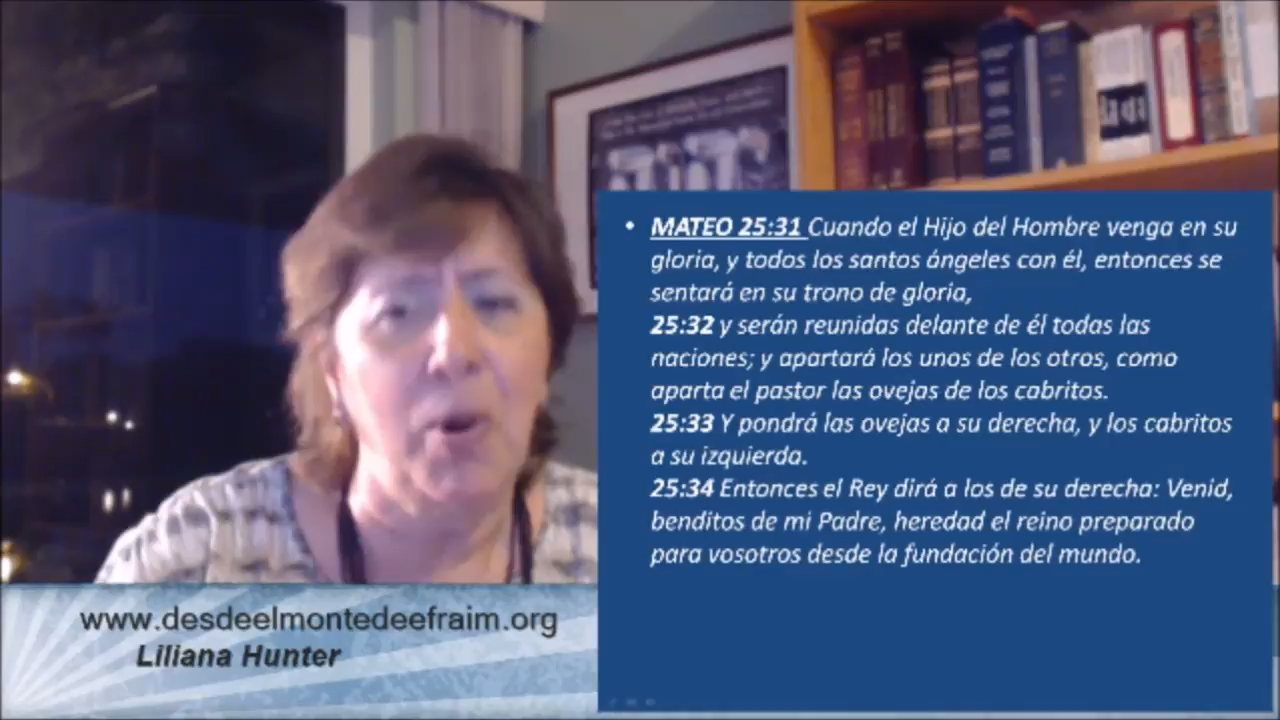 • MATEO 25:31 Cuando el Hijo del Hombre venga en su
gloria, y todos los santos ángeles con él, entonces se
sentará en su trono de gloria,
25:32 y serán reunidas delante de él todas las
naciones; y apartará los unos de los otros, como
aparta el pastor las ovejas de los cabritos.
25:33 Y pondrá las ovejas a su derecha, y los cabritos
a su izquierda.
25:34 Entonces el Rey dirá a los de su derecha: Venid,
benditos de mi Padre, heredad el reino preparado
para vosotros desde la fundación del mundo.
www.desdeelmontedeefraim.org
Liliana Hunter